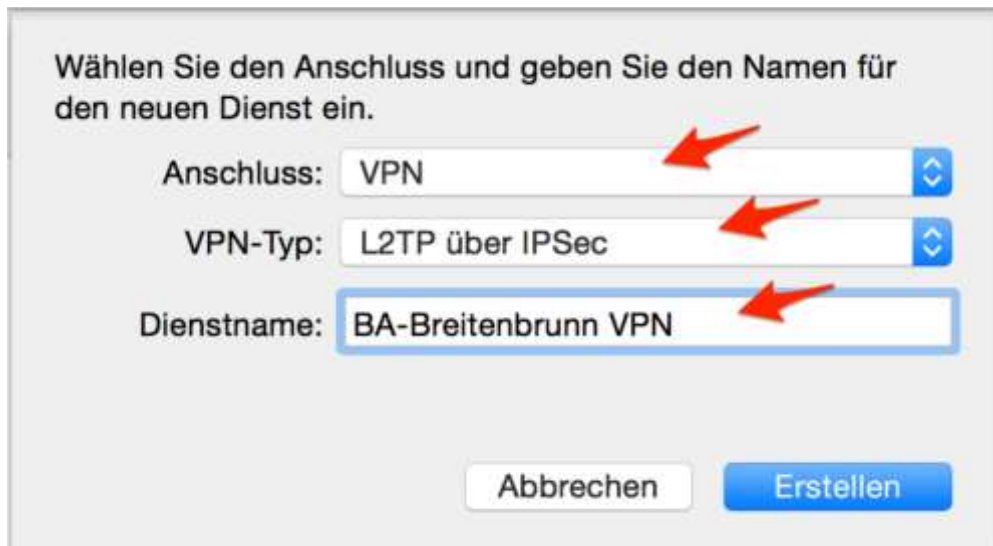 Wählen Sie den Anschluss und geben Sie den Namen für
den neuen Dienst ein.
Anschluss: VPN
VPN-Typ: L2TP über IPSec
Dienstname: BA-Breitenbrunn VPN
Abbrechen Erstellen